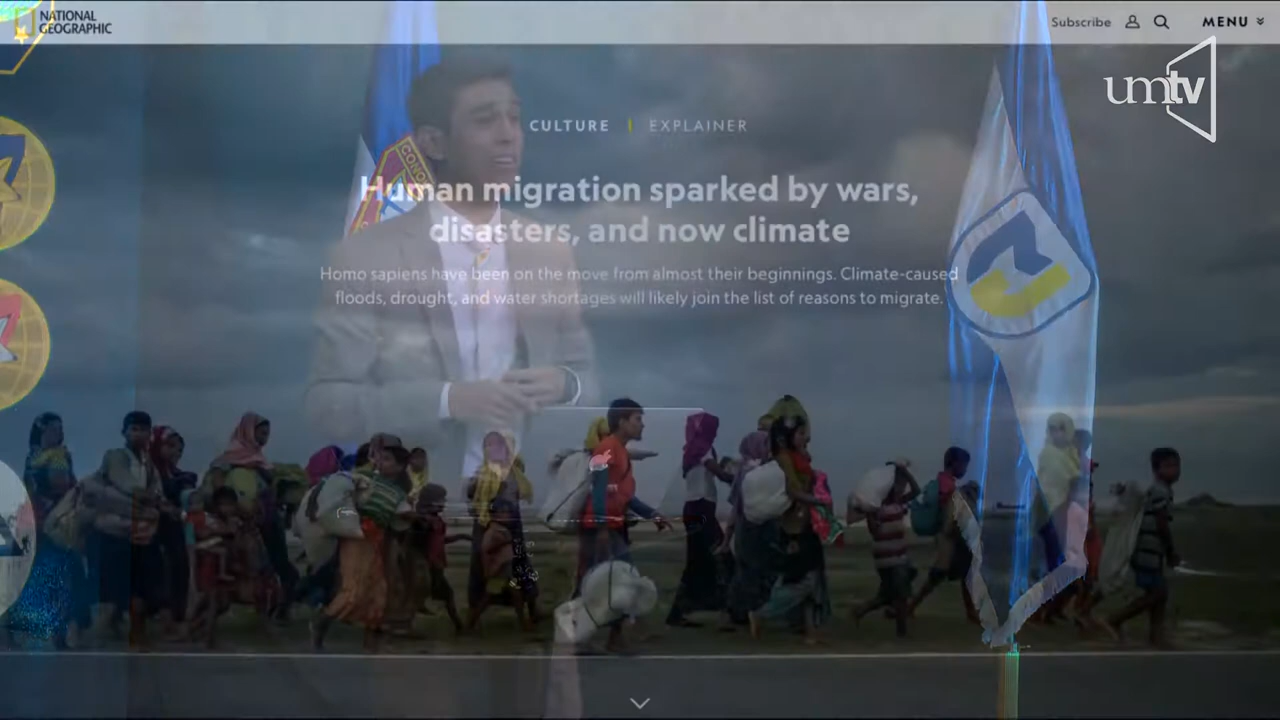 NATIONAL
GEOGRAPHIC
Subscribe
MENU
umtv
CULTURE | EXPLAINER
Human migration sparked by wars,
disasters, and now climate
Homo sapiens have been on the move from almost their beginnings. Climate-caused
floods, drought, and water shortages will likely join the list of reasons to migrate.